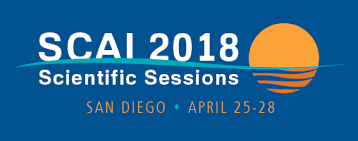 SCAI 2018
Scientific Sessions
SAN DIEGO • APRIL 25-28